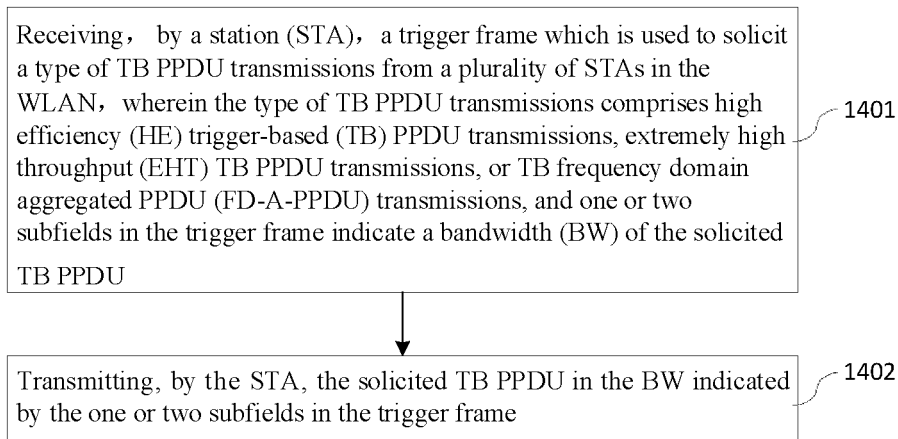 Receiving， by a station (STA)， a trigger frame which is used to solicit
a type of TB PPDU transmissions from a plurality of STAs in the
WLAN，wherein the type of TB PPDU transmissions comprises high
efficiency (HE) trigger-based (TB) PPDU transmissions, extremely high
throughput (EHT) TB PPDU transmissions, or TB frequency domain
aggregated PPDU (FD-A-PPDU) transmissions, and one or two
subfields in the trigger frame indicate a bandwidth (BW) of the solicited
TB PPDU
1401
Transmitting, by the STA, the solicited TB PPDU in the BW indicated
by the one or two subfields in the trigger frame
1402